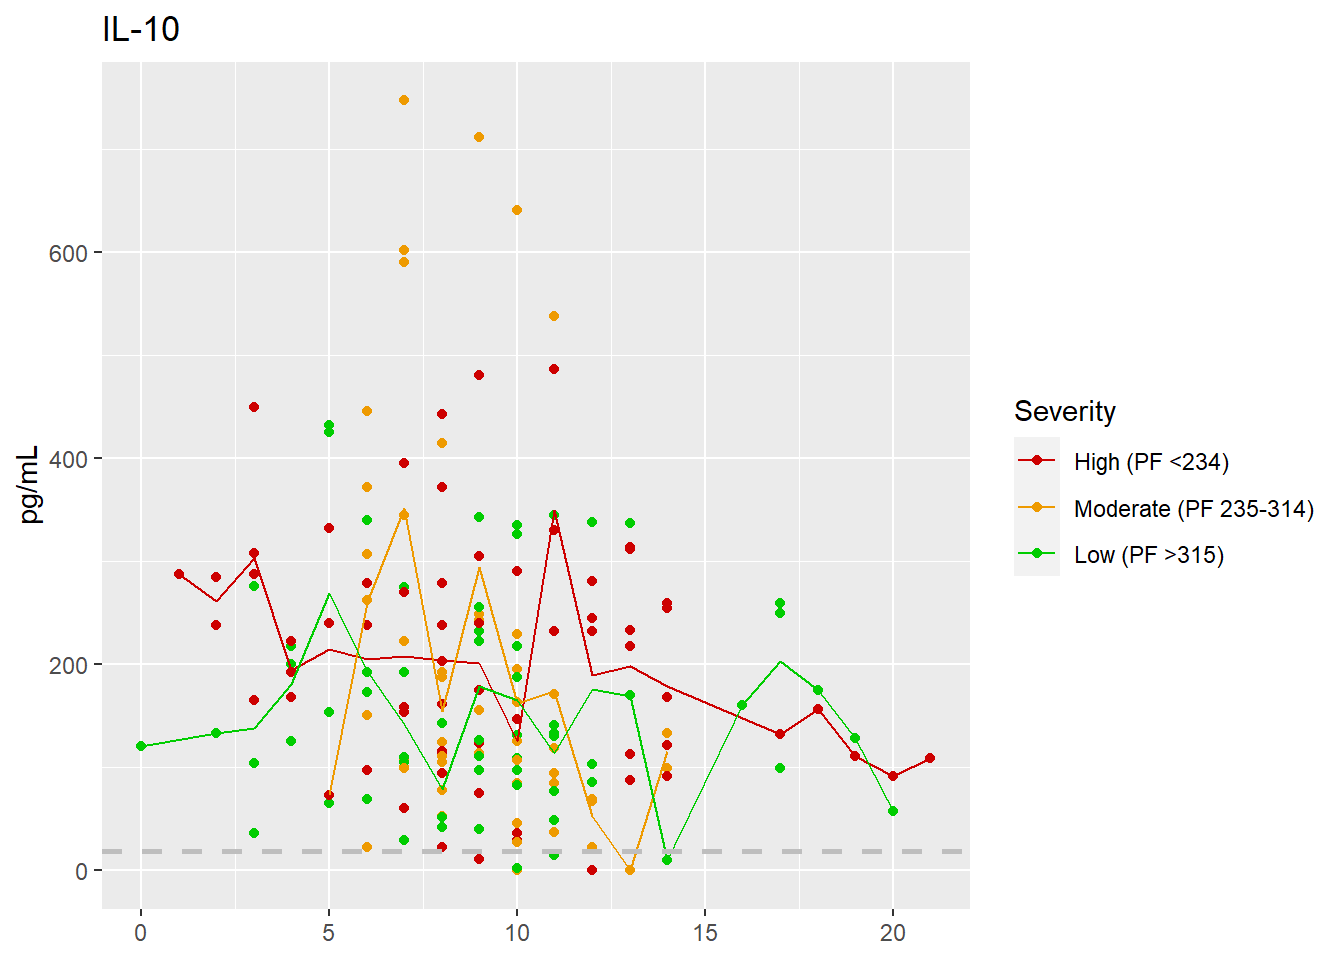 IL-10
pg/mL
600
400
200
0
0 5 10 15 20
Severity
High (PF <234)
Moderate (PF 235-314)
Low (PF >315)